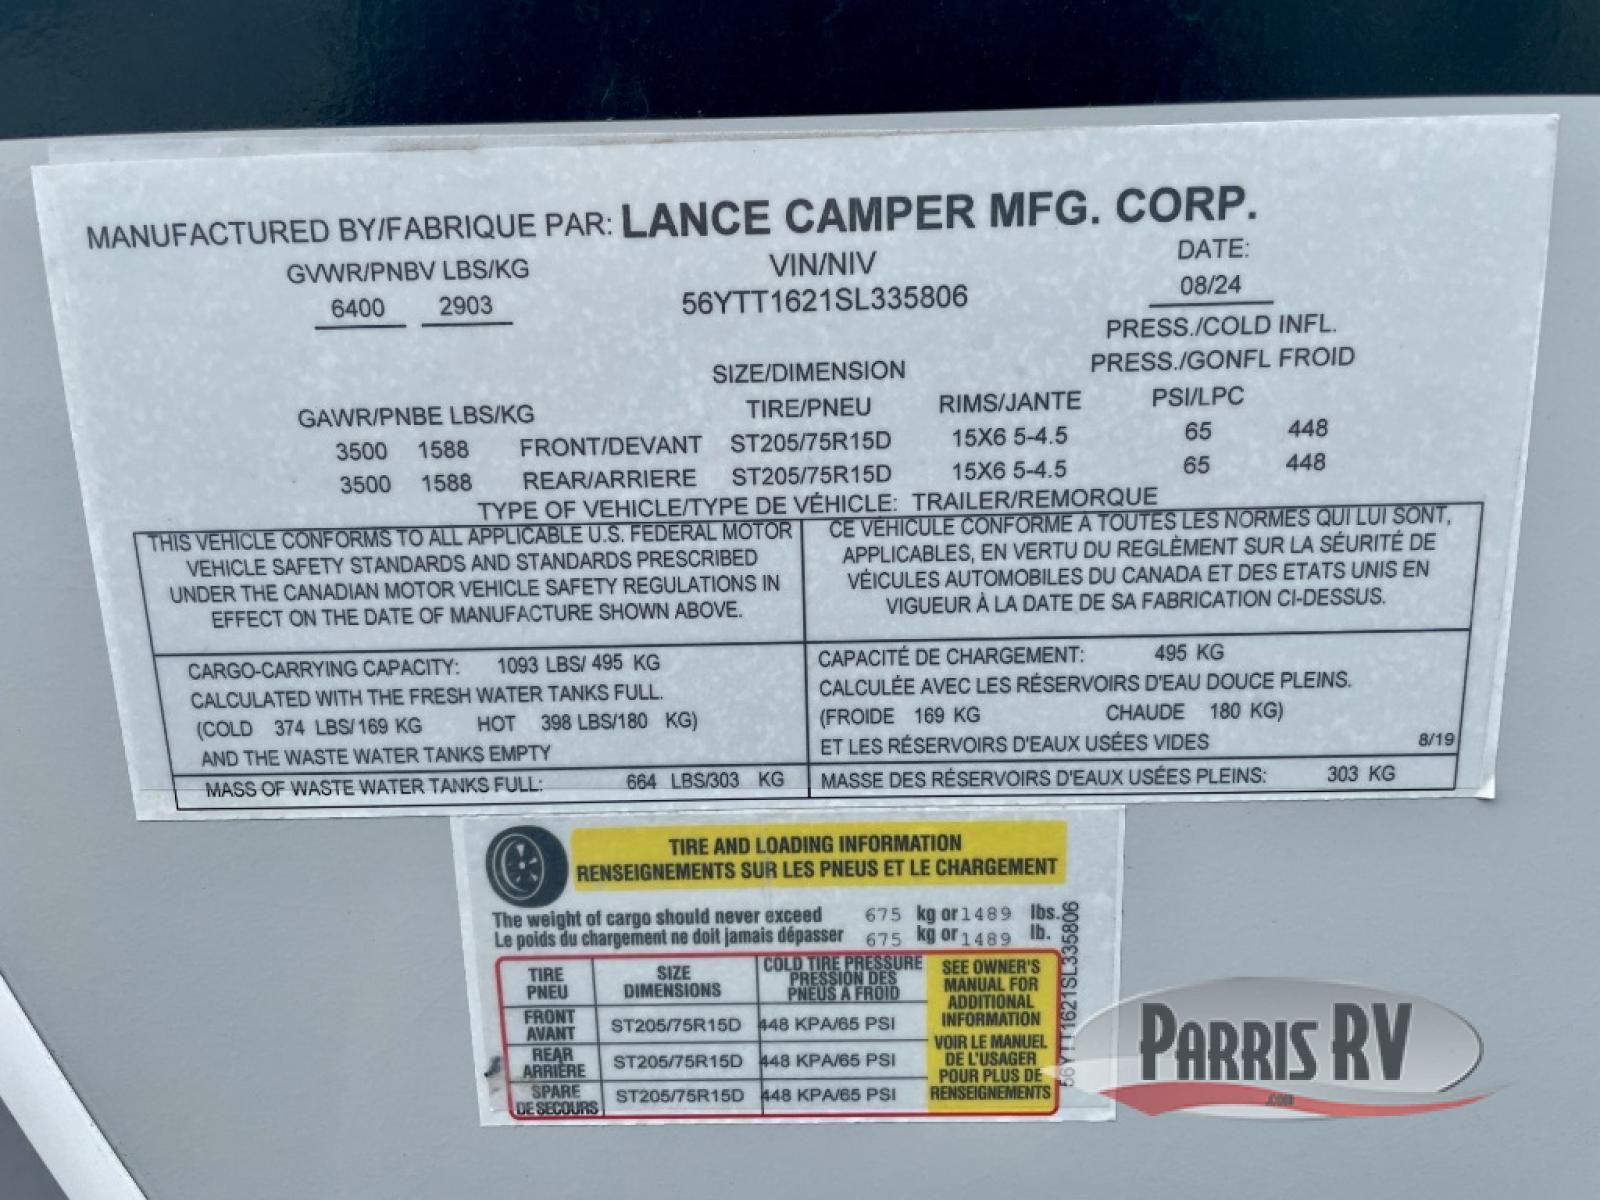 MANUFACTURED BY/FABRIQUE PAR: LANCE CAMPER MFG. CORP.
GVWR/PNBV LBS/KG VIN/NIV DATE:
6400 2903 56YTT1621SL335806 08/24
PRESS./COLD INFL.
SIZE/DIMENSION PRESS./GONFL FROID
GAWR/PNBE LBS/KG TIRE/PNEU RIMS/JANTE PSI/LPC
3500 1588 FRONT/DEVANT ST205/75R15D 15X6 5-4.5 65 448
3500 1588 REAR/ARRIERE ST205/75R15D 15X6 5-4.5 65 448
TYPE OF VEHICLE/TYPE DE VÉHICLE: TRAILER/REMORQUE
THIS VEHICLE CONFORMS TO ALL APPLICABLE U.S. FEDERAL MOTOR
VEHICLE SAFETY STANDARDS AND STANDARDS PRESCRIBED
UNDER THE CANADIAN MOTOR VEHICLE SAFETY REGULATIONS IN
EFFECT ON THE DATE OF MANUFACTURE SHOWN ABOVE.
CE VÉHICULE CONFORME A TOUTES LES NORMES QUI LUI SONT,
APPLICABLES, EN VERTU DU REGLÈMENT SUR LA SÉURITÉ DE
VÉICULES AUTOMOBILES DU CANADA ET DES ETATS UNIS EN
VIGUEUR À LA DATE DE SA FABRICATION CI-DESSUS.
CARGO-CARRYING CAPACITY: 1093 LBS/ 495 KG
CALCULATED WITH THE FRESH WATER TANKS FULL.
(COLD 374 LBS/169 KG HOT 398 LBS/180 KG)
AND THE WASTE WATER TANKS EMPTY
CAPACITÉ DE CHARGEMENT: 495 KG
CALCULÉE AVEC LES RÉSERVOIRS D'EAU DOUCE PLEINS.
(FROIDE 169 KG CHAUDE 180 KG)
ET LES RÉSERVOIRS D'EAUX USÉES VIDES 8/19
MASS OF WASTE WATER TANKS FULL: 664 LBS/303 KG
MASSE DES RÉSERVOIRS D'EAUX USÉES PLEINS: 303 KG
TIRE AND LOADING INFORMATION
RENSEIGNEMENTS SUR LES PNEUS ET LE CHARGEMENT
The weight of cargo should never exceed 675 kg or 1489 lbs.
Le poids du chargement ne doit jamais dépasser 675 kg or 1489 lb.
TIRE
PNEU
SIZE
DIMENSIONS
COLD TIRE PRESSURE
PRESSION DES
PNEUS A FROID
FRONT
AVANT
ST205/75R15D 448 KPA/65 PSI
REAR
ARRIÈRE
ST205/75R15D 448 KPA/65 PSI
SPARE
DE SECOURS
ST205/75R15D 448 KPA/65 PSI
SEE OWNER'S
MANUAL FOR
ADDITIONAL
INFORMATION
VOIR LE MANUEL
DE L'USAGER
POUR PLUS DE
RENSEIGNEMENTS
56YTT1621SL335806
PARRIS RV
.com